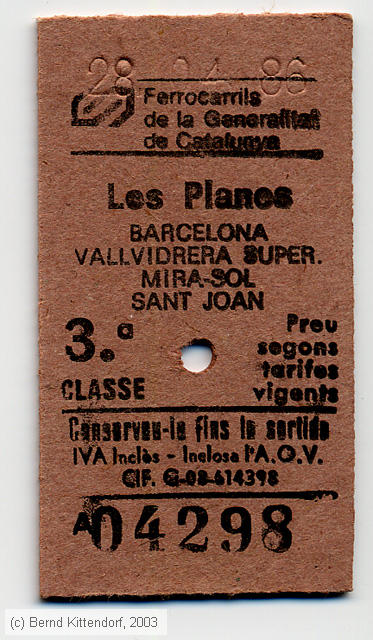 28 04 86
Ferrocarrils
de la Generalitat
de Catalunya
Les Planes
BARCELONA
VALLVIDRERA SUPER.
MIRA-SOL
SANT JOAN
3.ª
CLASSE
Preu
segons
tarifes
vigents
Conserveu-lo fins la sortida
IVA Inclòs - Inclosa l'A.O.V.
CIF. Q-08-614398
A04298
(c) Bernd Kittendorf, 2003